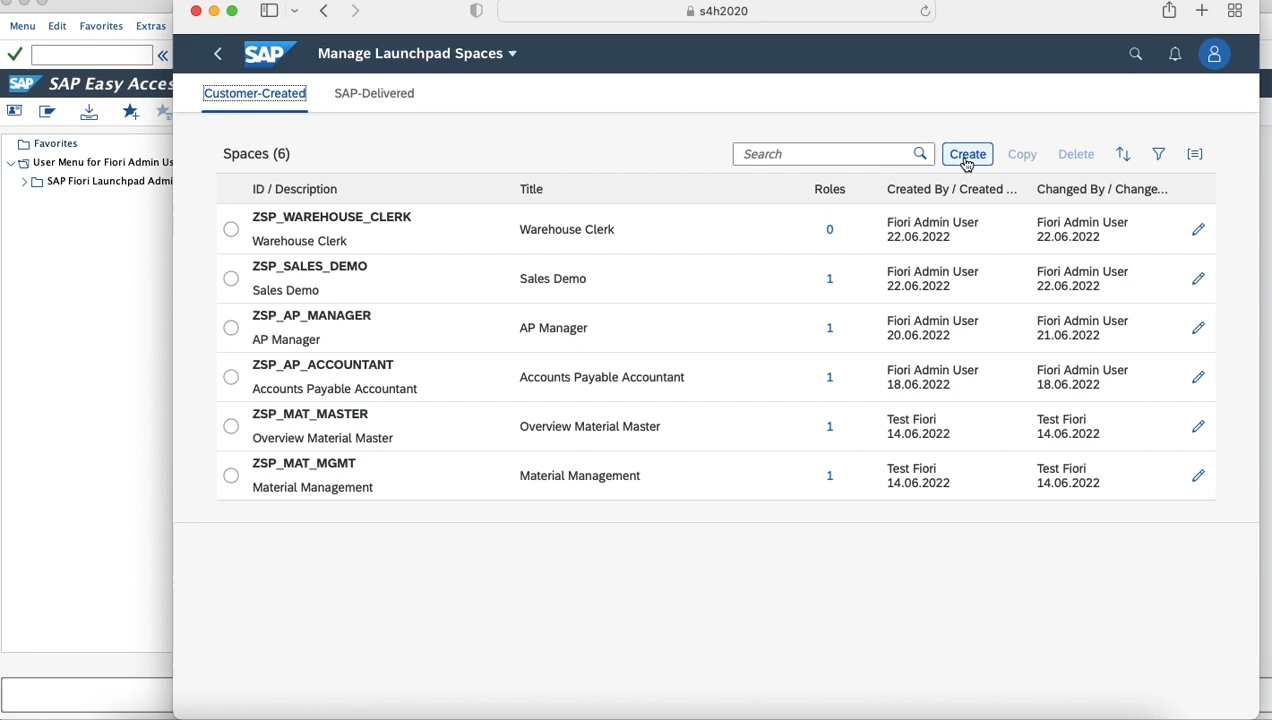 s4h2020
Menu Edit Favorites Extras
SAP Manage Launchpad Spaces
SAP SAP Easy Acces
Customer-Created SAP-Delivered
Favorites
User Menu for Fiori Admin Us
SAP Fiori Launchpad Admi
Spaces (6) Search Create Copy Delete
ID / Description Title Roles Created By / Created ... Changed By / Change...
ZSP_WAREHOUSE_CLERK
Warehouse Clerk
Warehouse Clerk
0
Fiori Admin User
22.06.2022
Fiori Admin User
22.06.2022
ZSP_SALES_DEMO
Sales Demo
Sales Demo
1
Fiori Admin User
22.06.2022
Fiori Admin User
22.06.2022
ZSP_AP_MANAGER
AP Manager
AP Manager
1
Fiori Admin User
20.06.2022
Fiori Admin User
21.06.2022
ZSP_AP_ACCOUNTANT
Accounts Payable Accountant
Accounts Payable Accountant
1
Fiori Admin User
18.06.2022
Fiori Admin User
18.06.2022
ZSP_MAT_MASTER
Overview Material Master
Overview Material Master
1
Test Fiori
14.06.2022
Test Fiori
14.06.2022
ZSP_MAT_MGMT
Material Management
Material Management
1
Test Fiori
14.06.2022
Test Fiori
14.06.2022